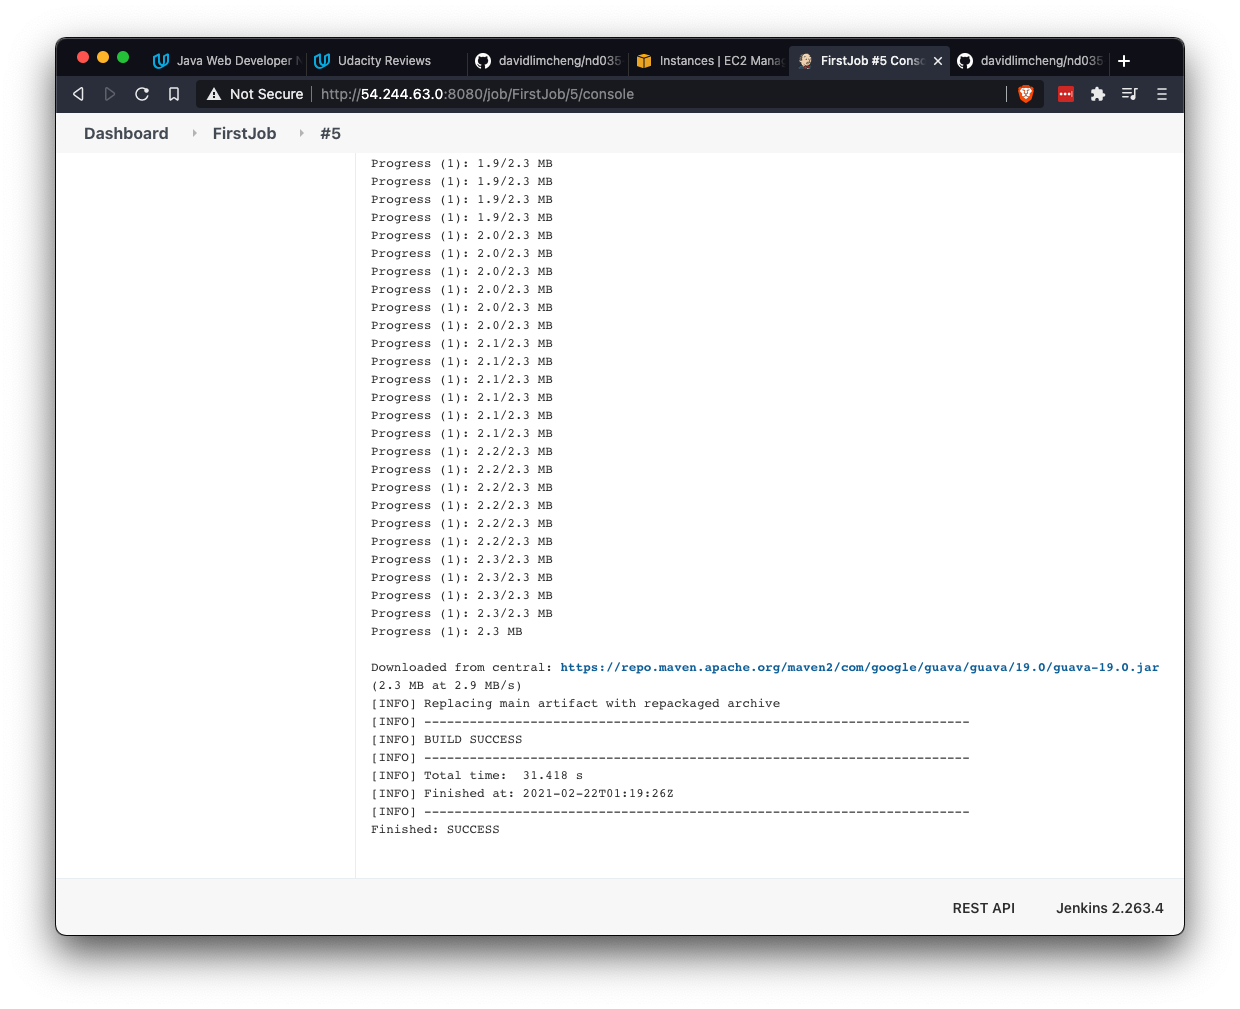 Java Web Developer N
Udacity Reviews
davidlimcheng/nd035
Instances | EC2 Mana
FirstJob #5 Conso
davidlimcheng/nd035
Not Secure
http://54.244.63.0:8080/job/FirstJob/5/console
Dashboard
FirstJob
#5
Progress (1): 1.9/2.3 MB
Progress (1): 1.9/2.3 MB
Progress (1): 1.9/2.3 MB
Progress (1): 1.9/2.3 MB
Progress (1): 2.0/2.3 MB
Progress (1): 2.0/2.3 MB
Progress (1): 2.0/2.3 MB
Progress (1): 2.0/2.3 MB
Progress (1): 2.0/2.3 MB
Progress (1): 2.0/2.3 MB
Progress (1): 2.1/2.3 MB
Progress (1): 2.1/2.3 MB
Progress (1): 2.1/2.3 MB
Progress (1): 2.1/2.3 MB
Progress (1): 2.1/2.3 MB
Progress (1): 2.1/2.3 MB
Progress (1): 2.2/2.3 MB
Progress (1): 2.2/2.3 MB
Progress (1): 2.2/2.3 MB
Progress (1): 2.2/2.3 MB
Progress (1): 2.2/2.3 MB
Progress (1): 2.2/2.3 MB
Progress (1): 2.3/2.3 MB
Progress (1): 2.3/2.3 MB
Progress (1): 2.3/2.3 MB
Progress (1): 2.3/2.3 MB
Progress (1): 2.3 MB
Downloaded from central: https://repo.maven.apache.org/maven2/com/google/guava/guava/19.0/guava-19.0.jar
(2.3 MB at 2.9 MB/s)
[INFO] Replacing main artifact with repackaged archive
[INFO] ------------------------------------------------------------------------
[INFO] BUILD SUCCESS
[INFO] ------------------------------------------------------------------------
[INFO] Total time:  31.418 s
[INFO] Finished at: 2021-02-22T01:19:26Z
[INFO] ------------------------------------------------------------------------
Finished: SUCCESS
REST API
Jenkins 2.263.4